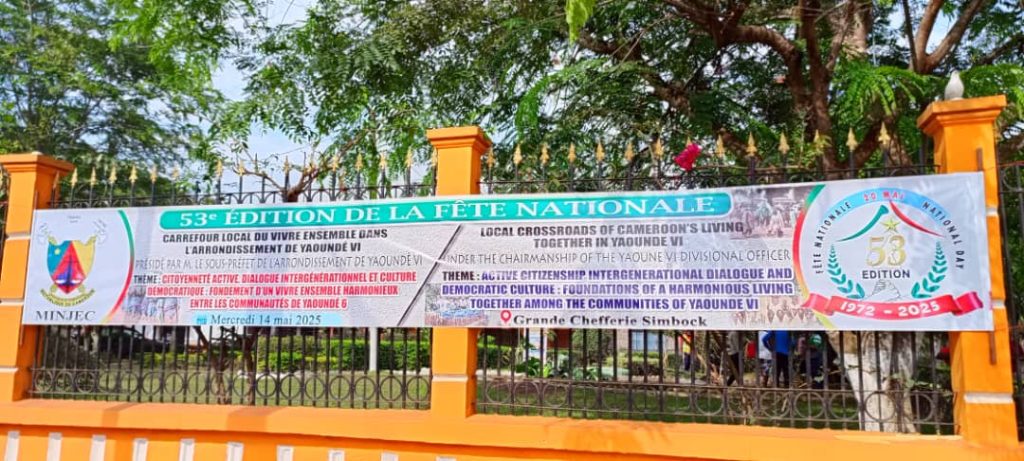 53e ÉDITION DE LA FÊTE NATIONALE
CARREFOUR LOCAL DU VIVRE ENSEMBLE DANS
L'ARRONDISSEMENT DE YAOUNDÉ VI
PRÉSIDÉ PAR M. LE SOUS-PREFET DE L'ARRONDISSEMENT DE YAOUNDÉ VI
THÈME : CITOYENNETÉ ACTIVE, DIALOGUE INTERGÉNÉRATIONNEL ET CULTURE
DÉMOCRATIQUE : FONDEMENT D'UN VIVRE ENSEMBLE HARMONIEUX
ENTRE LES COMMUNAUTÉS DE YAOUNDÉ 6
Mercredi 14 mai 2025
MINJEC
LOCAL CROSSROADS OF CAMEROON'S LIVING
TOGETHER IN YAOUNDE VI
UNDER THE CHAIRMANSHIP OF THE YAOUNE VI DIVISIONAL OFFICER
THEME : ACTIVE CITIZENSHIP INTERGENERATIONAL DIALOGUE AND
DEMOCRATIC CULTURE : FOUNDATIONS OF A HARMONIOUS LIVING
TOGETHER AMONG THE COMMUNITIES OF YAOUNDE VI
Grande Chefferie Simbock
FÊTE NATIONALE 20 MAI NATIONAL DAY
53
EDITION
1972 - 2025